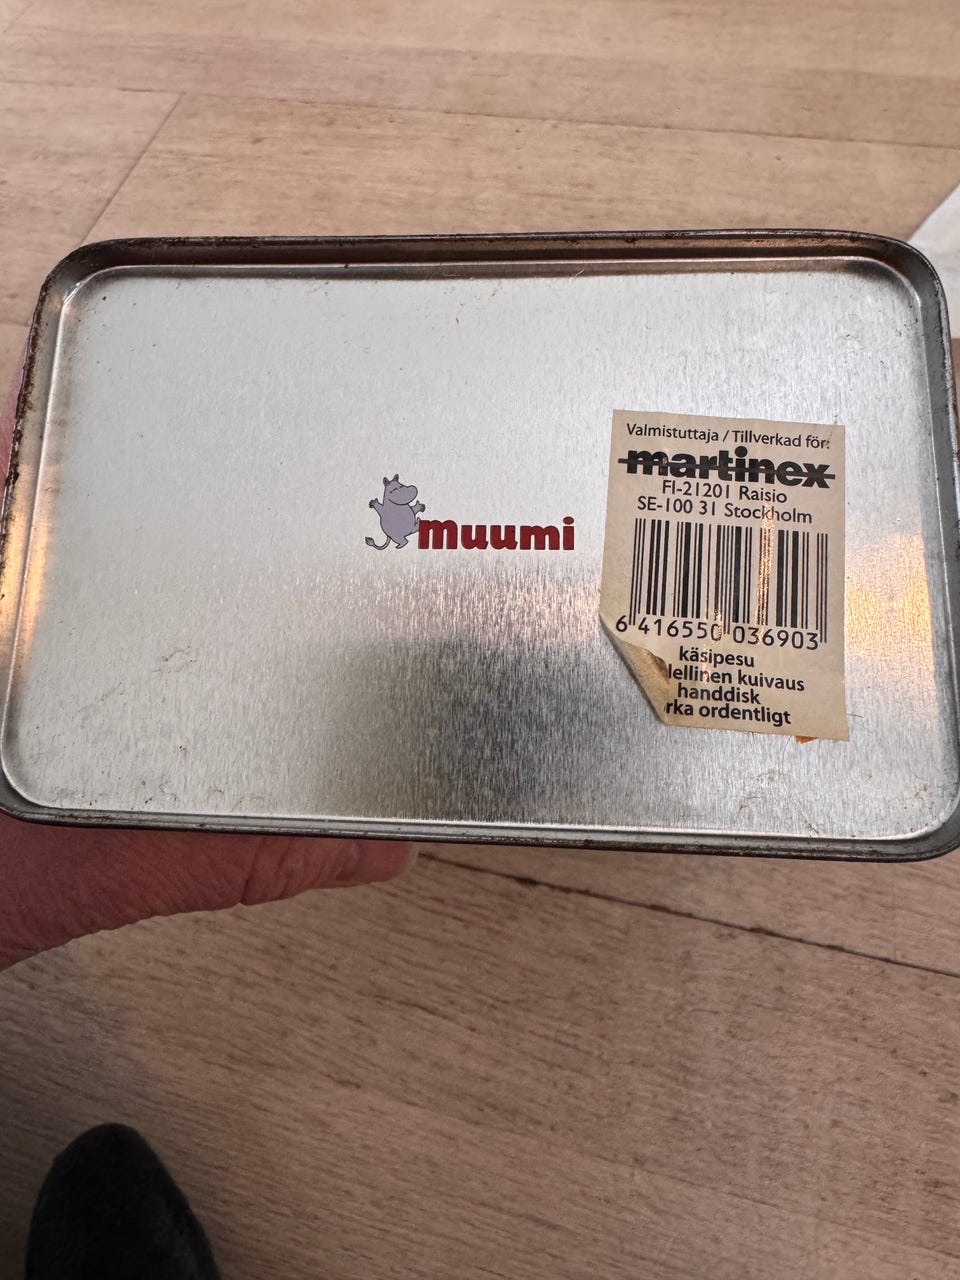 muumi
Valmistuttaja / Tillverkad för:
martinex
FI-21201 Raisio
SE-100 31 Stockholm
6 416550 036903
käsipesu
kuivaus
handdisk
ordentligt